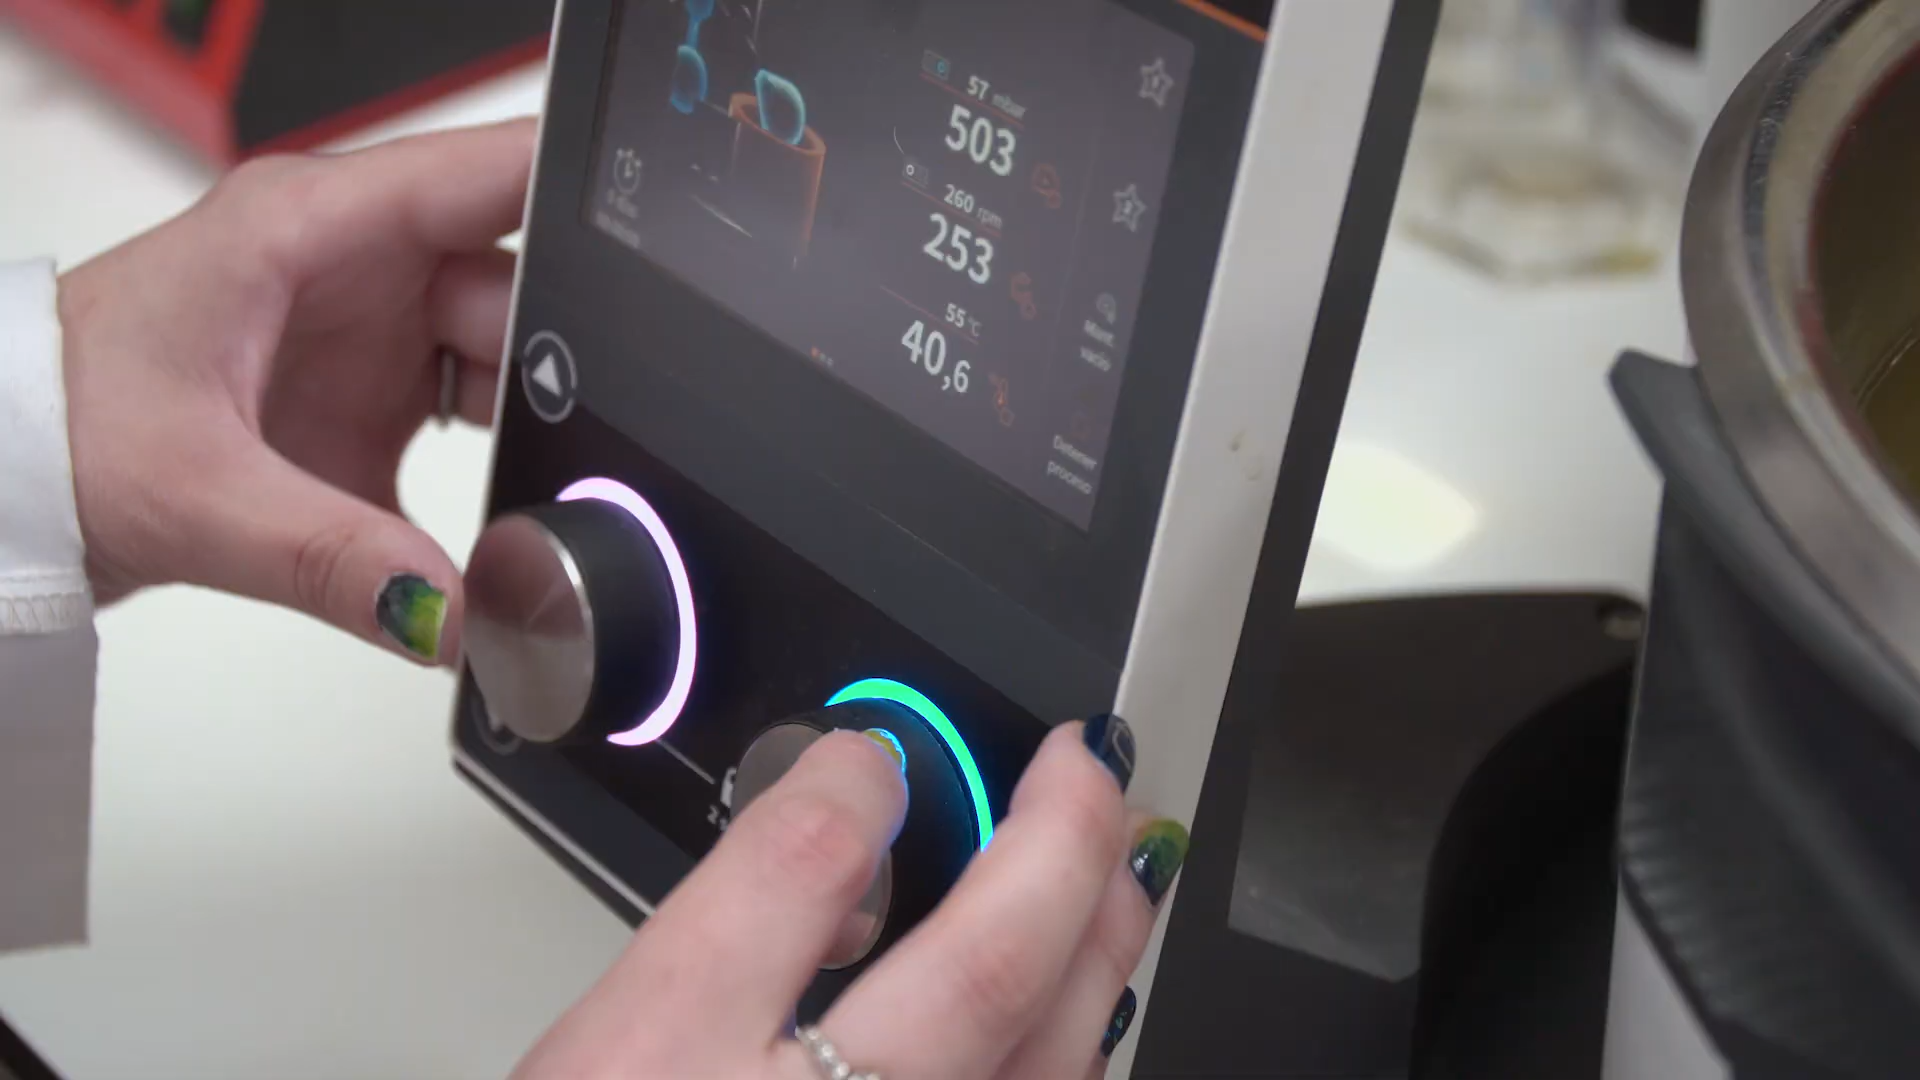 57 mbar
503
260 rpm
253
55 °C
40,6
Mant.
vacío
Detener
proceso